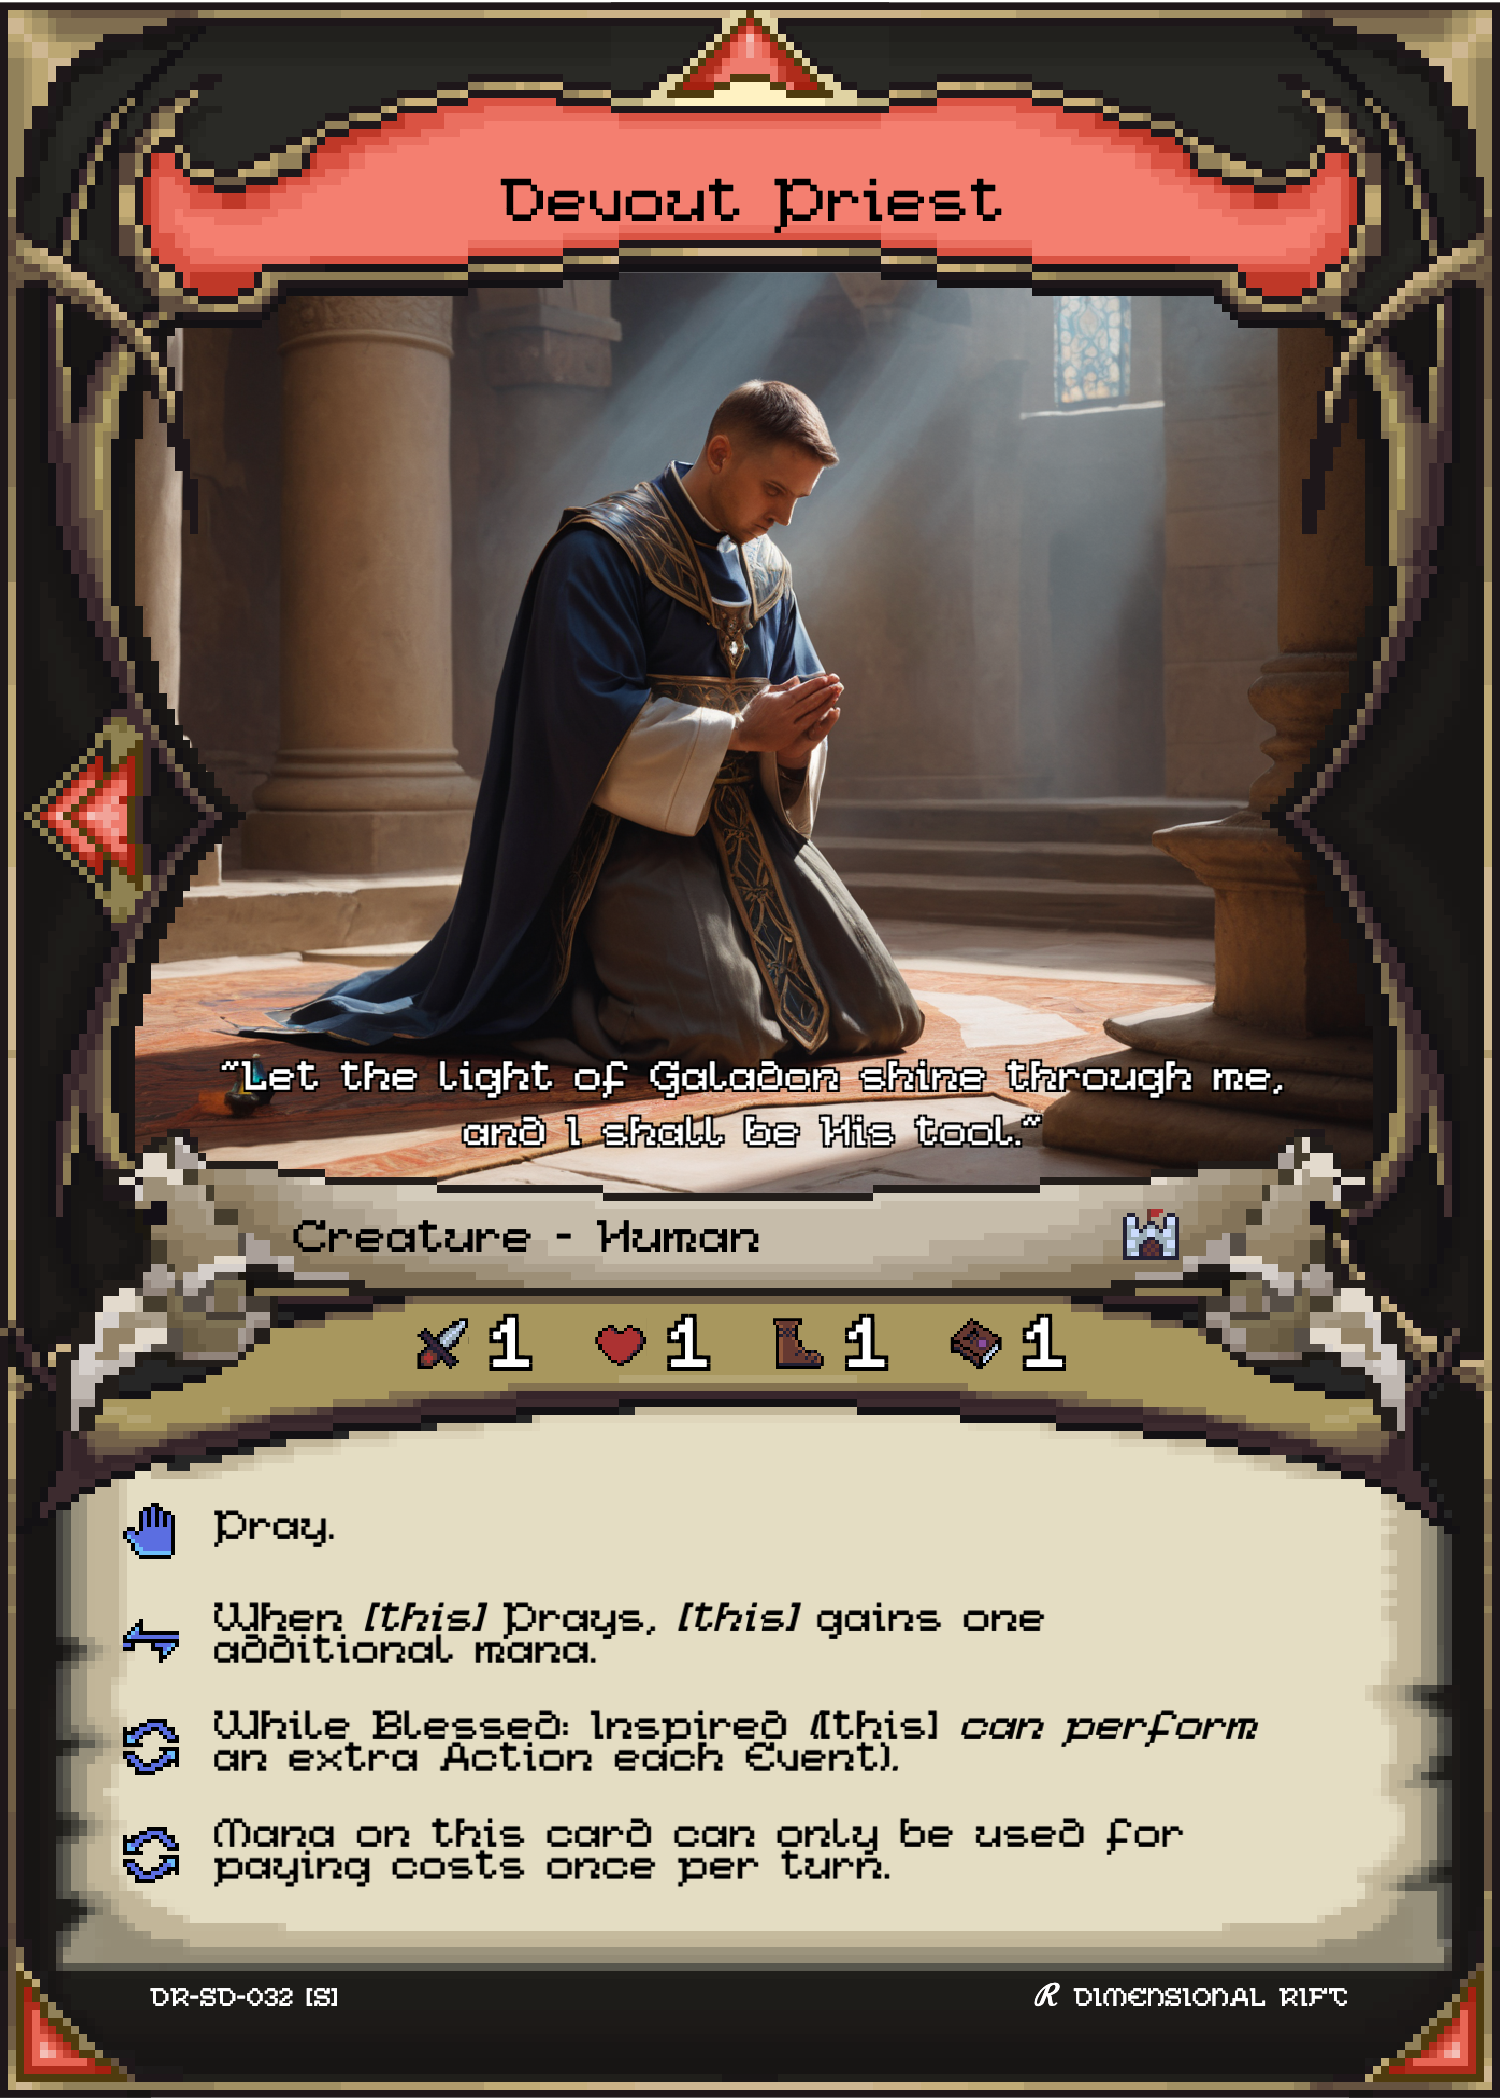 Devout Priest
"Let the light of Galadon shine through me,
and I shall be His tool."
Creature - Human
1 1 1 1
Pray.
When [this] Prays, [this] gains one
additional mana.
While Blessed: Inspired ([this] can perform
an extra Action each Event).
Mana on this card can only be used for
paying costs once per turn.
DR-SD-032 [S]
R DIMENSIONAL RIFT